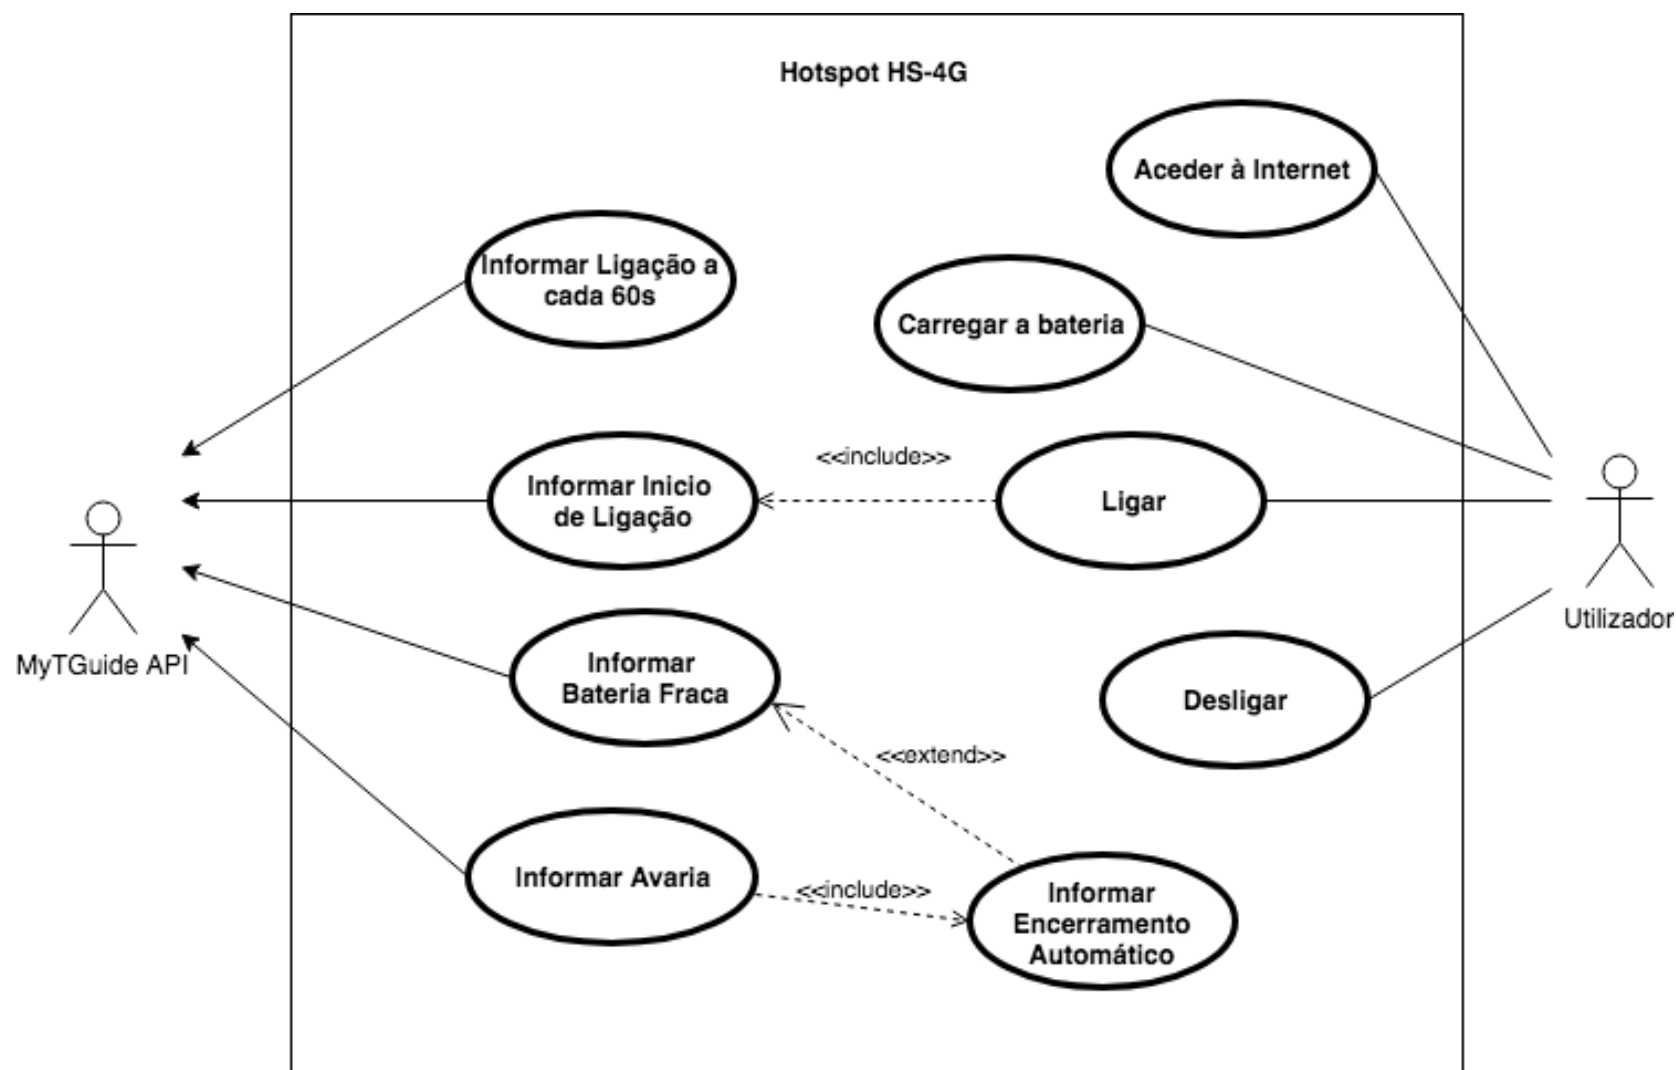 Hotspot HS-4G
Aceder à Internet
Informar Ligação a
cada 60s
Carregar a bateria
<<include>>
Informar Inicio
de Ligação
Ligar
MyTGuide API
Utilizador
Informar
Bateria Fraca
Desligar
<<extend>>
Informar Avaria
<<include>>
Informar
Encerramento
Automático